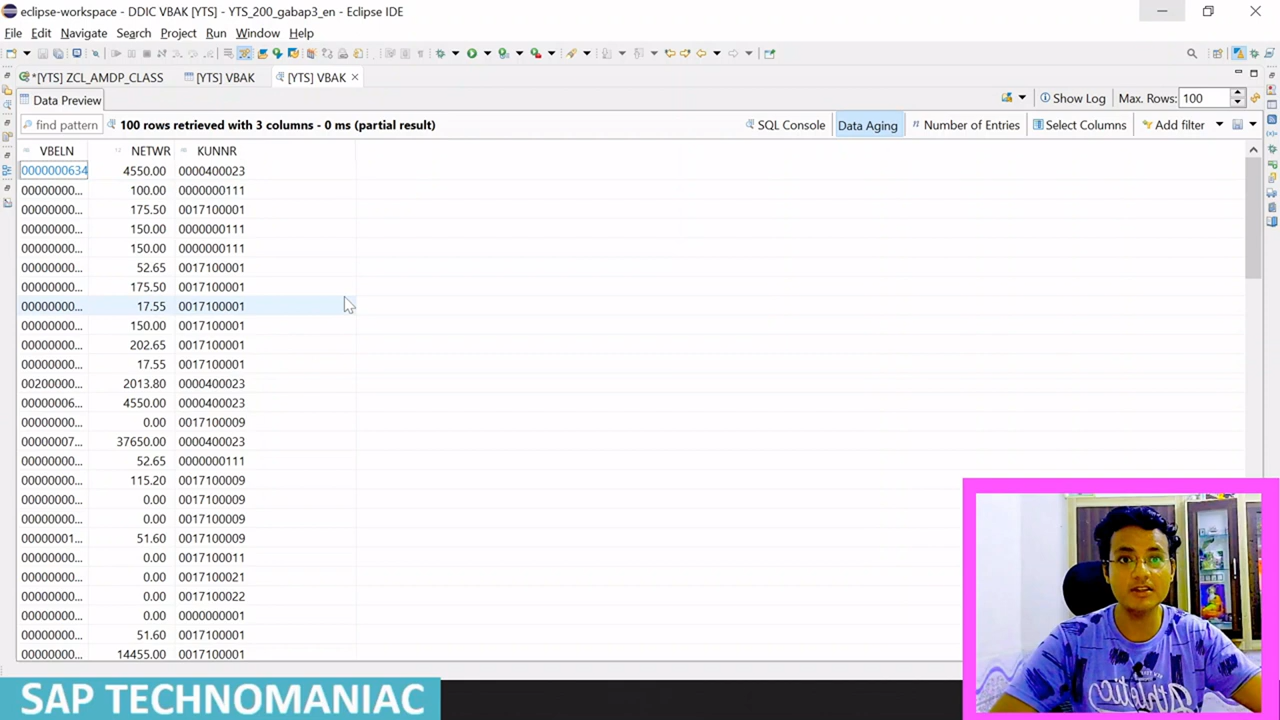 eclipse-workspace - DDIC VBAK [YTS] - YTS_200_gabap3_en - Eclipse IDE
File Edit Navigate Search Project Run Window Help
*[YTS] ZCL_AMDP_CLASS [YTS] VBAK [YTS] VBAK
Data Preview Show Log Max. Rows: 100
find pattern 100 rows retrieved with 3 columns - 0 ms (partial result) SQL Console Data Aging Number of Entries Select Columns Add filter
VBELN NETWR KUNNR
0000000634 4550.00 0000400023
00000000... 100.00 0000000111
00000000... 175.50 0017100001
00000000... 150.00 0000000111
00000000... 150.00 0000000111
00000000... 52.65 0017100001
00000000... 175.50 0017100001
00000000... 17.55 0017100001
00000000... 150.00 0017100001
00000000... 202.65 0017100001
00000000... 17.55 0017100001
00200000... 2013.80 0000400023
00000006... 4550.00 0000400023
00000000... 0.00 0017100009
00000007... 37650.00 0000400023
00000000... 52.65 0000000111
00000000... 115.20 0017100009
00000000... 0.00 0017100009
00000000... 0.00 0017100009
00000001... 51.60 0017100009
00000000... 0.00 0017100011
00000000... 0.00 0017100021
00000000... 0.00 0017100022
00000000... 0.00 0000000001
00000000... 51.60 0017100001
00000000... 14455.00 0017100001
SAP TECHNOMANIAC